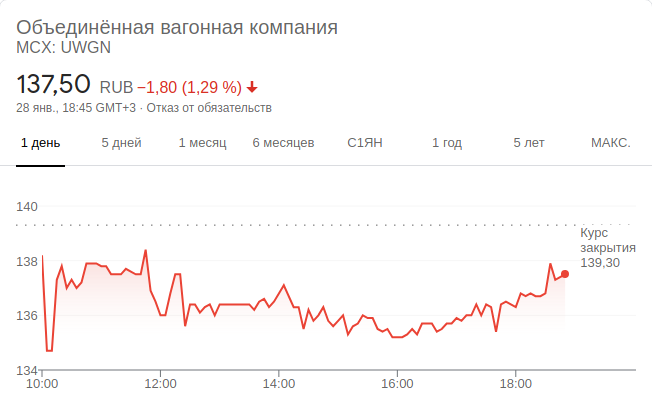 Объединённая вагонная компания
MCX: UWGN
137,50 RUB −1,80 (1,29 %)
28 янв., 18:45 GMT+3 · Отказ от обязательств
1 день 5 дней 1 месяц 6 месяцев С1ЯН 1 год 5 лет МАКС.
140
Курс
закрытия
139,30
138
136
134
10:00 12:00 14:00 16:00 18:00